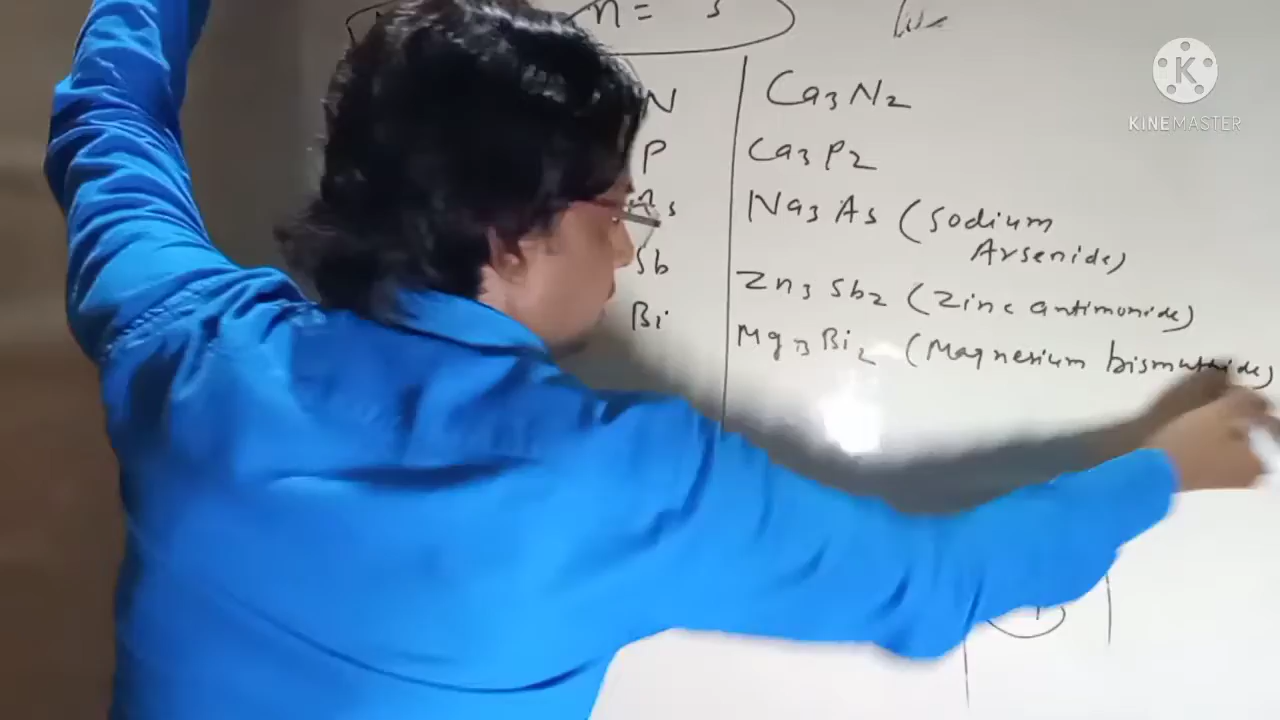 n= 3
N
Ca3N2
P
Ca3P2
As
Na3As (Sodium
Arsenide)
Sb
Zn3Sb2 (Zinc antimonide)
Bi
Mg3Bi2 (Magnesium bismuthide)
KINEMASTER